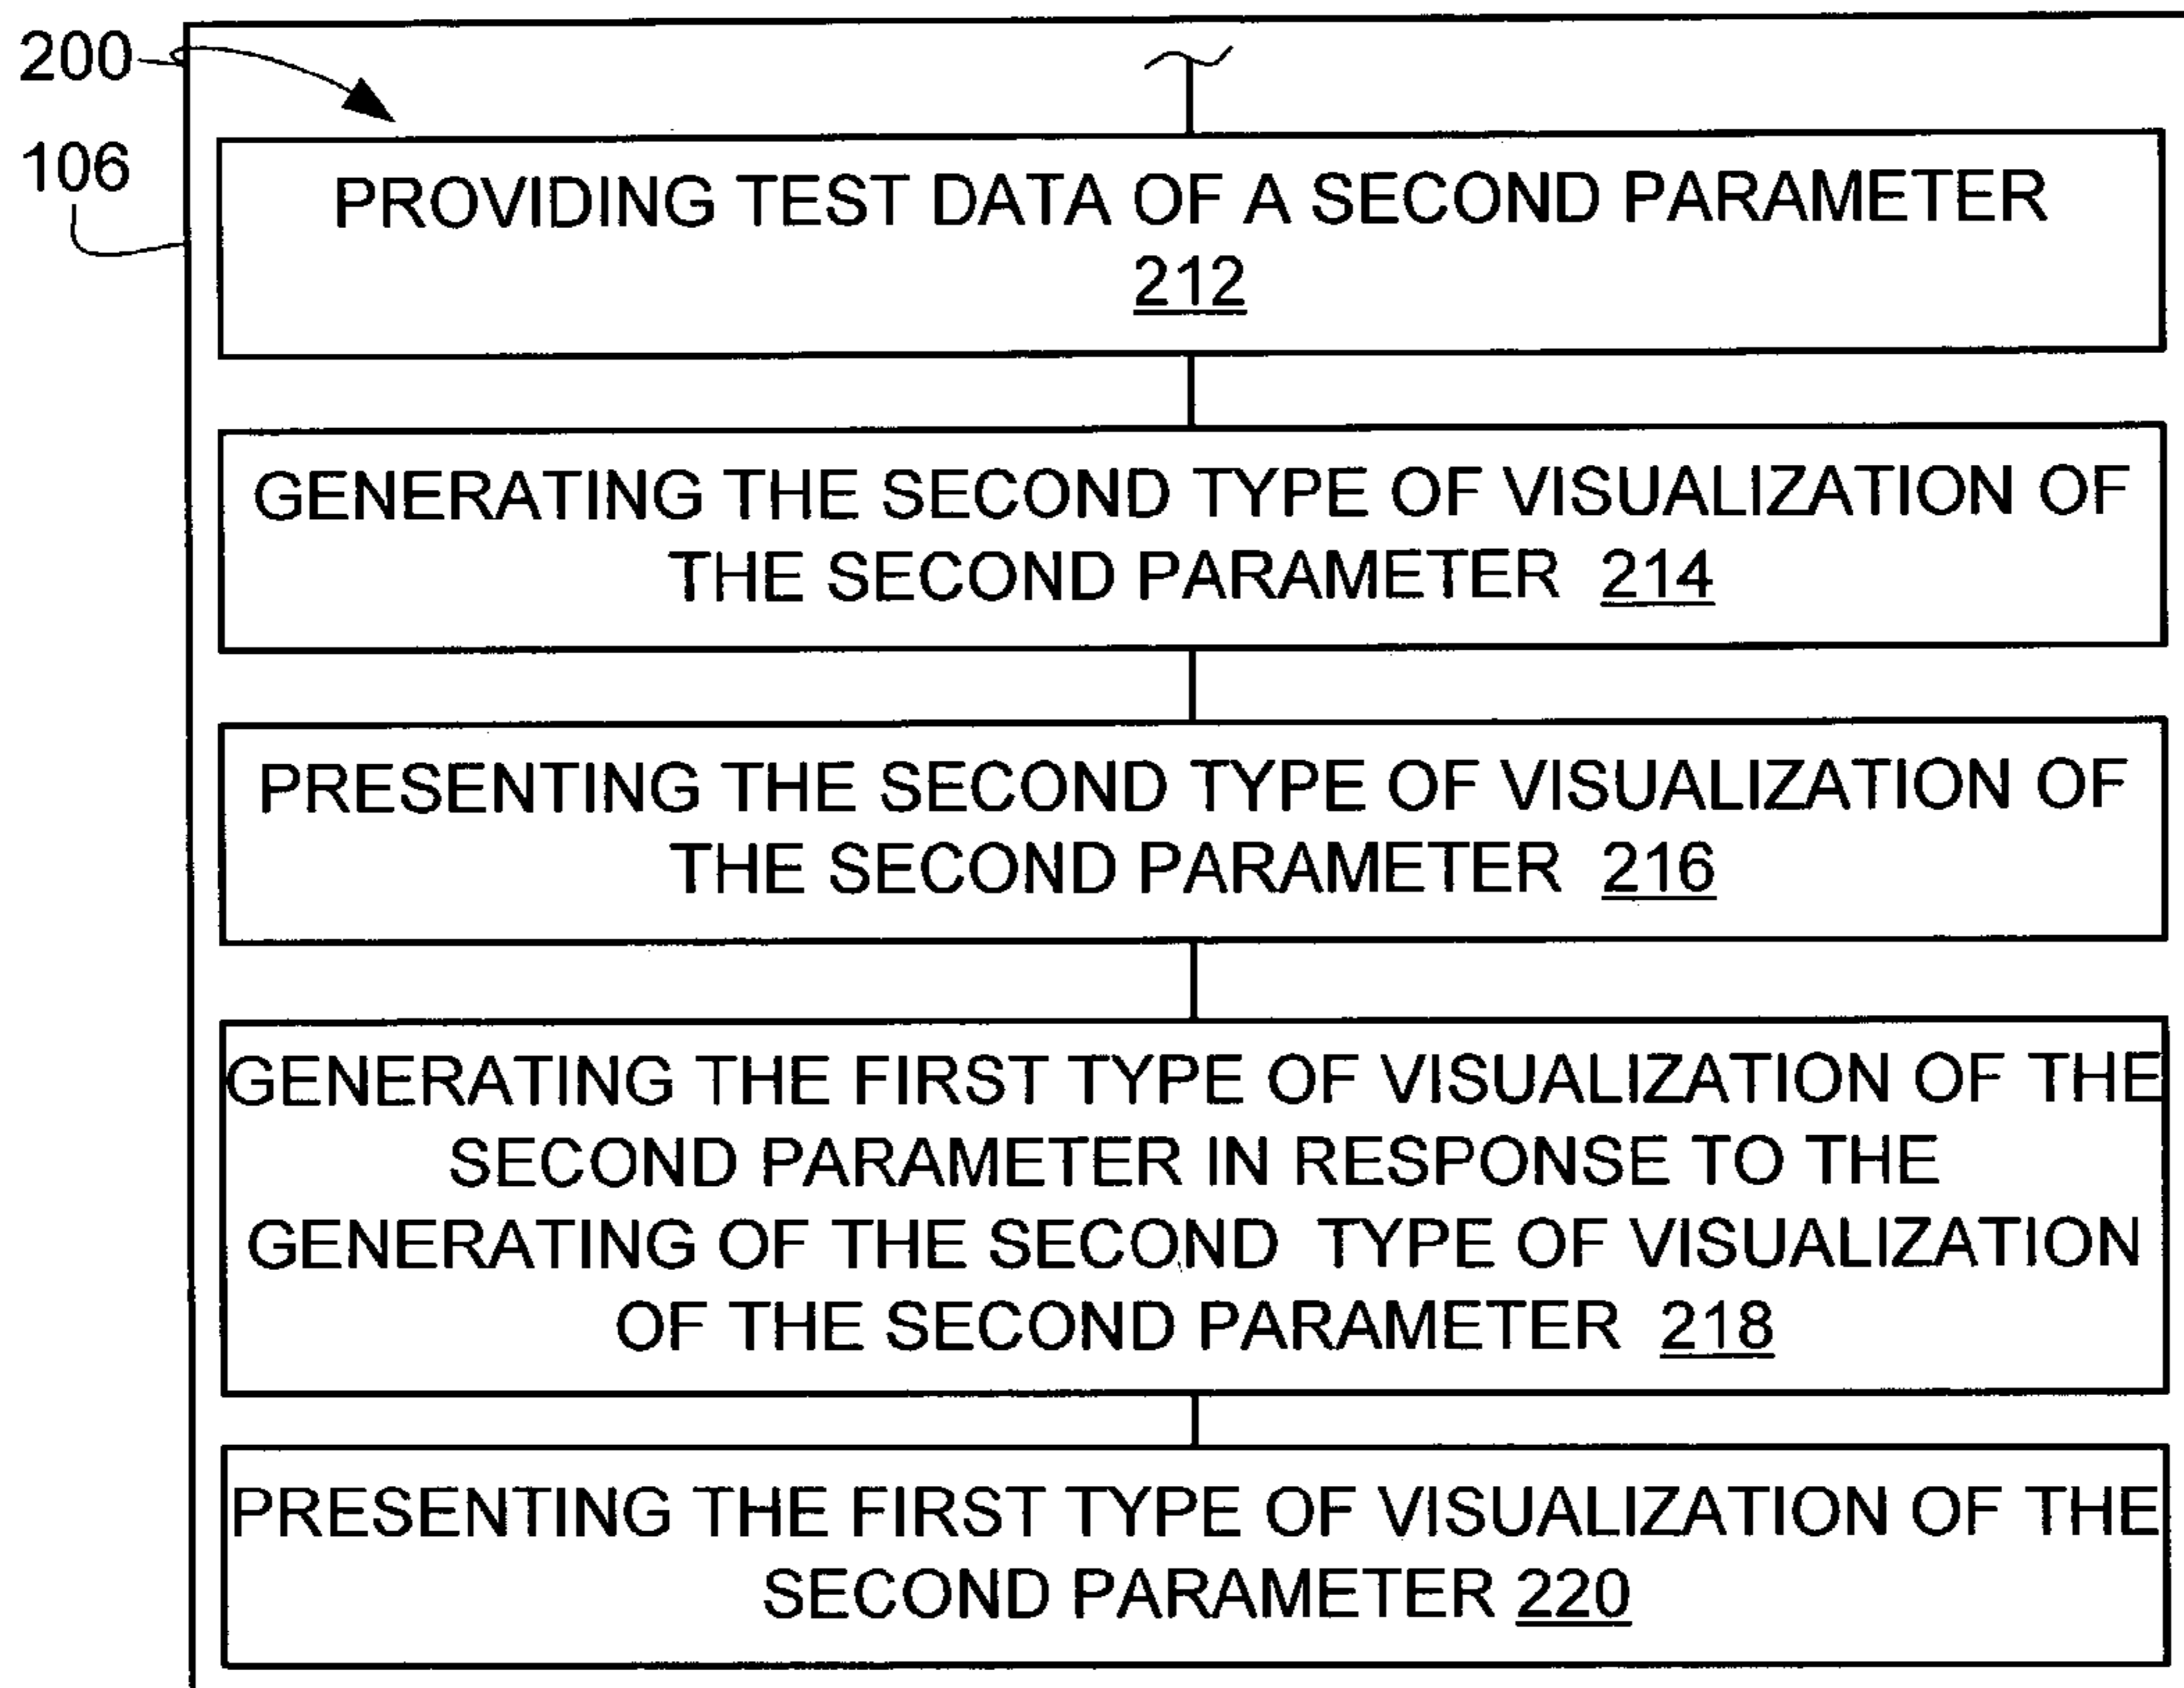 200
106
PROVIDING TEST DATA OF A SECOND PARAMETER
212
GENERATING THE SECOND TYPE OF VISUALIZATION OF
THE SECOND PARAMETER 214
PRESENTING THE SECOND TYPE OF VISUALIZATION OF
THE SECOND PARAMETER 216
GENERATING THE FIRST TYPE OF VISUALIZATION OF THE
SECOND PARAMETER IN RESPONSE TO THE
GENERATING OF THE SECOND TYPE OF VISUALIZATION
OF THE SECOND PARAMETER 218
PRESENTING THE FIRST TYPE OF VISUALIZATION OF THE
SECOND PARAMETER 220